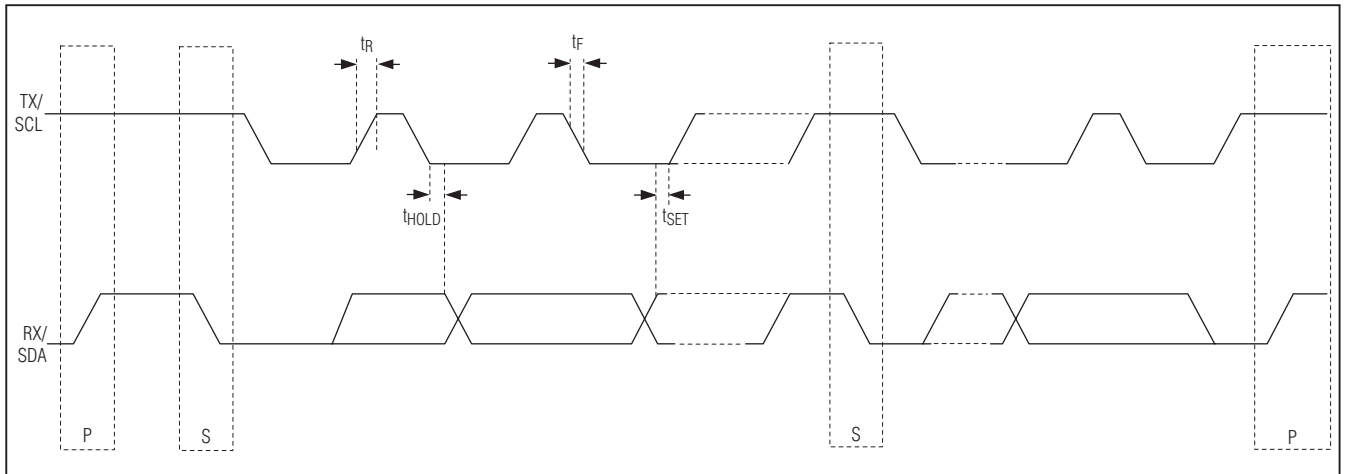 tR
tF
TX/
SCL
tHOLD
tSET
RX/
SDA
P
S
S
P